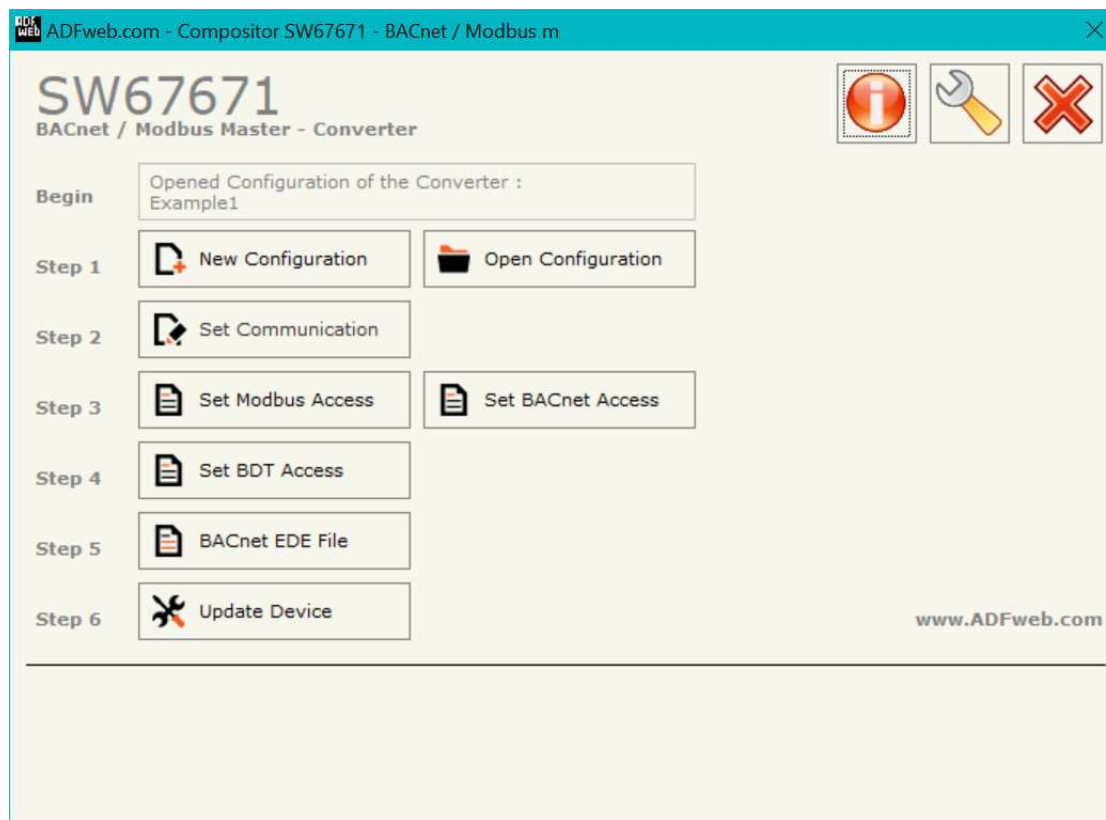 ADF
WEB
ADFweb.com - Compositor SW67671 - BACnet / Modbus m
SW67671
BACnet / Modbus Master - Converter
Begin
Opened Configuration of the Converter :
Example1
Step 1
New Configuration
Open Configuration
Step 2
Set Communication
Step 3
Set Modbus Access
Set BACnet Access
Step 4
Set BDT Access
Step 5
BACnet EDE File
Step 6
Update Device
www.ADFweb.com